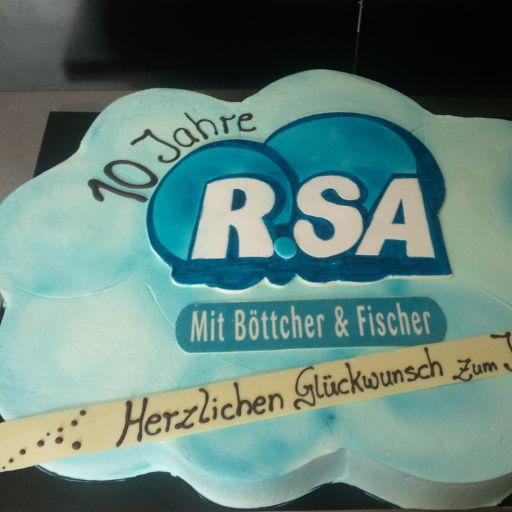 10 Jahre
R.SA
Mit Böttcher & Fischer
Herzlichen Glückwunsch zum